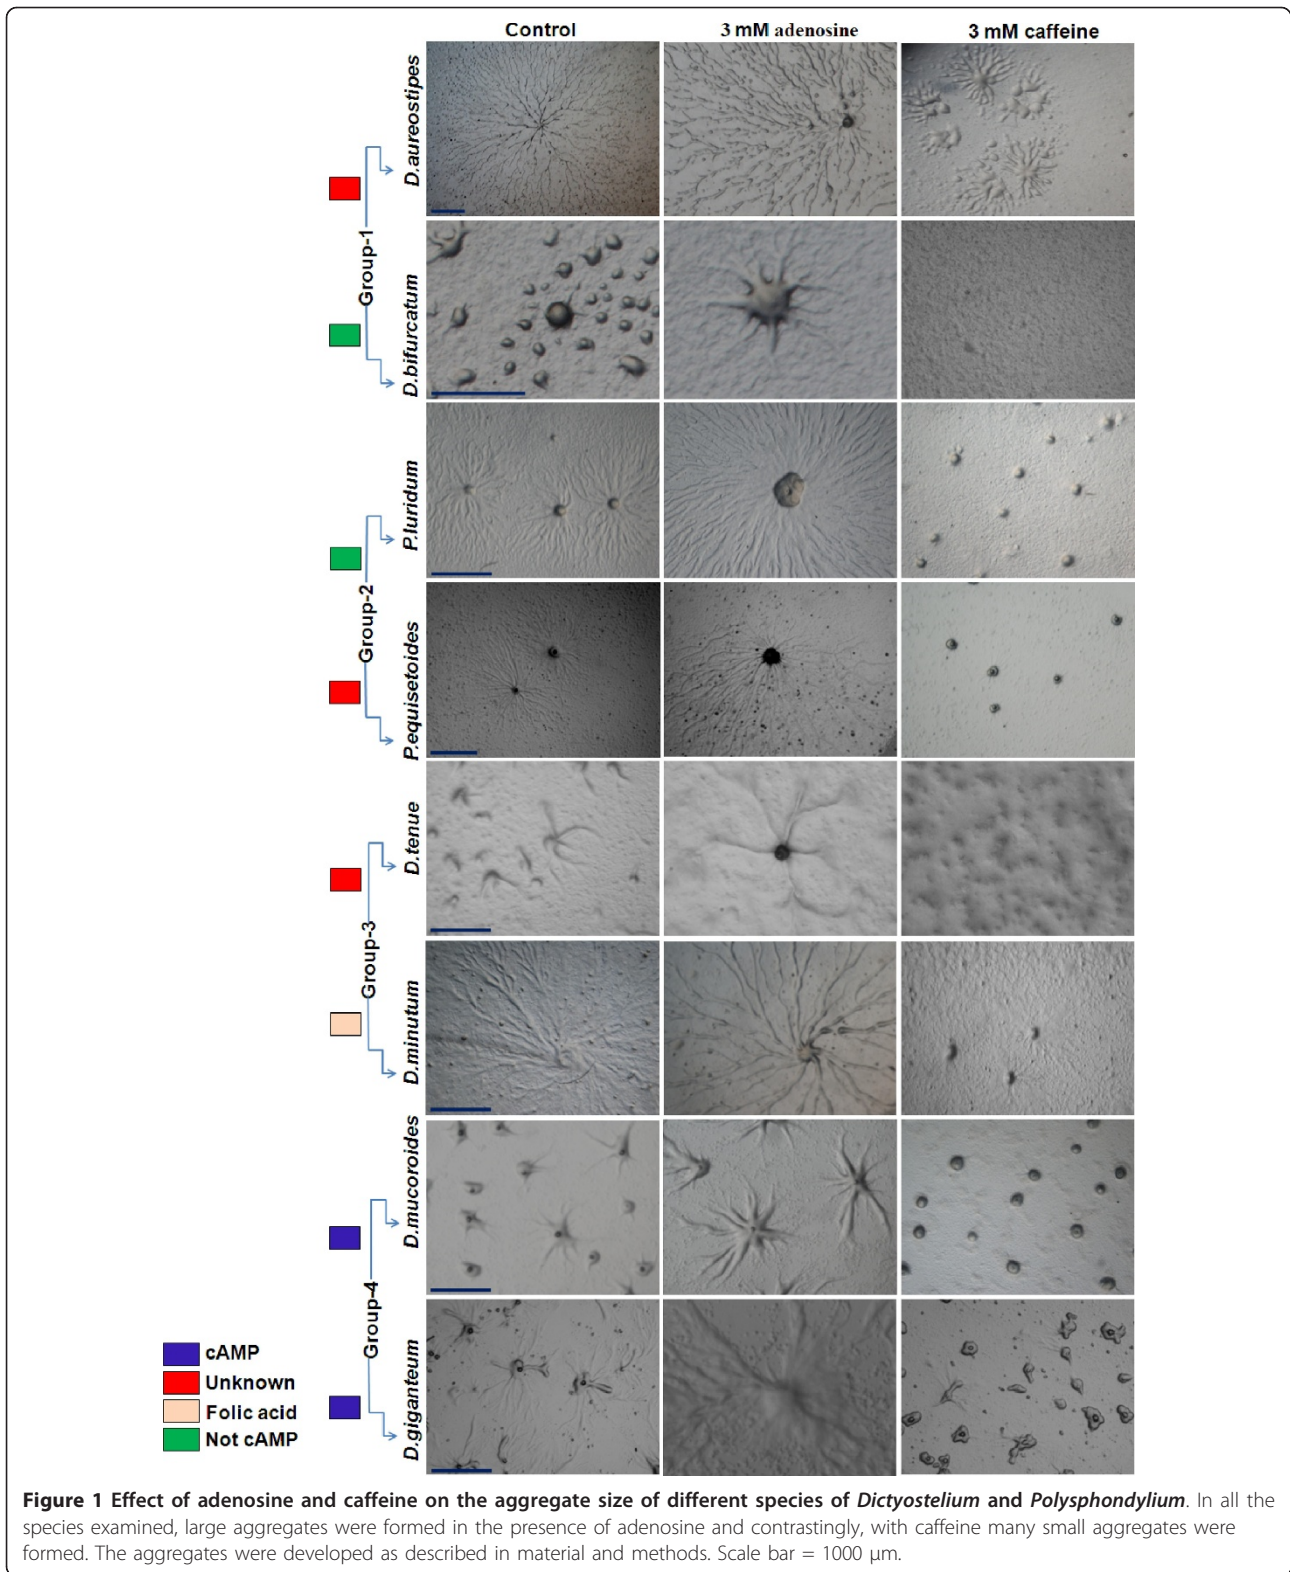 Control 3 mM adenosine 3 mM caffeine
D.aureostipes
Group-1
D.bifurcatum
P.luridum
Group-2
P.equisetoides
D.tenue
Group-3
D.minutum
D.mucoroides
Group-4
D.giganteum
cAMP
Unknown
Folic acid
Not cAMP
Figure 1 Effect of adenosine and caffeine on the aggregate size of different species of Dictyostelium and Polysphondylium. In all the
species examined, large aggregates were formed in the presence of adenosine and contrastingly, with caffeine many small aggregates were
formed. The aggregates were developed as described in material and methods. Scale bar = 1000 μm.